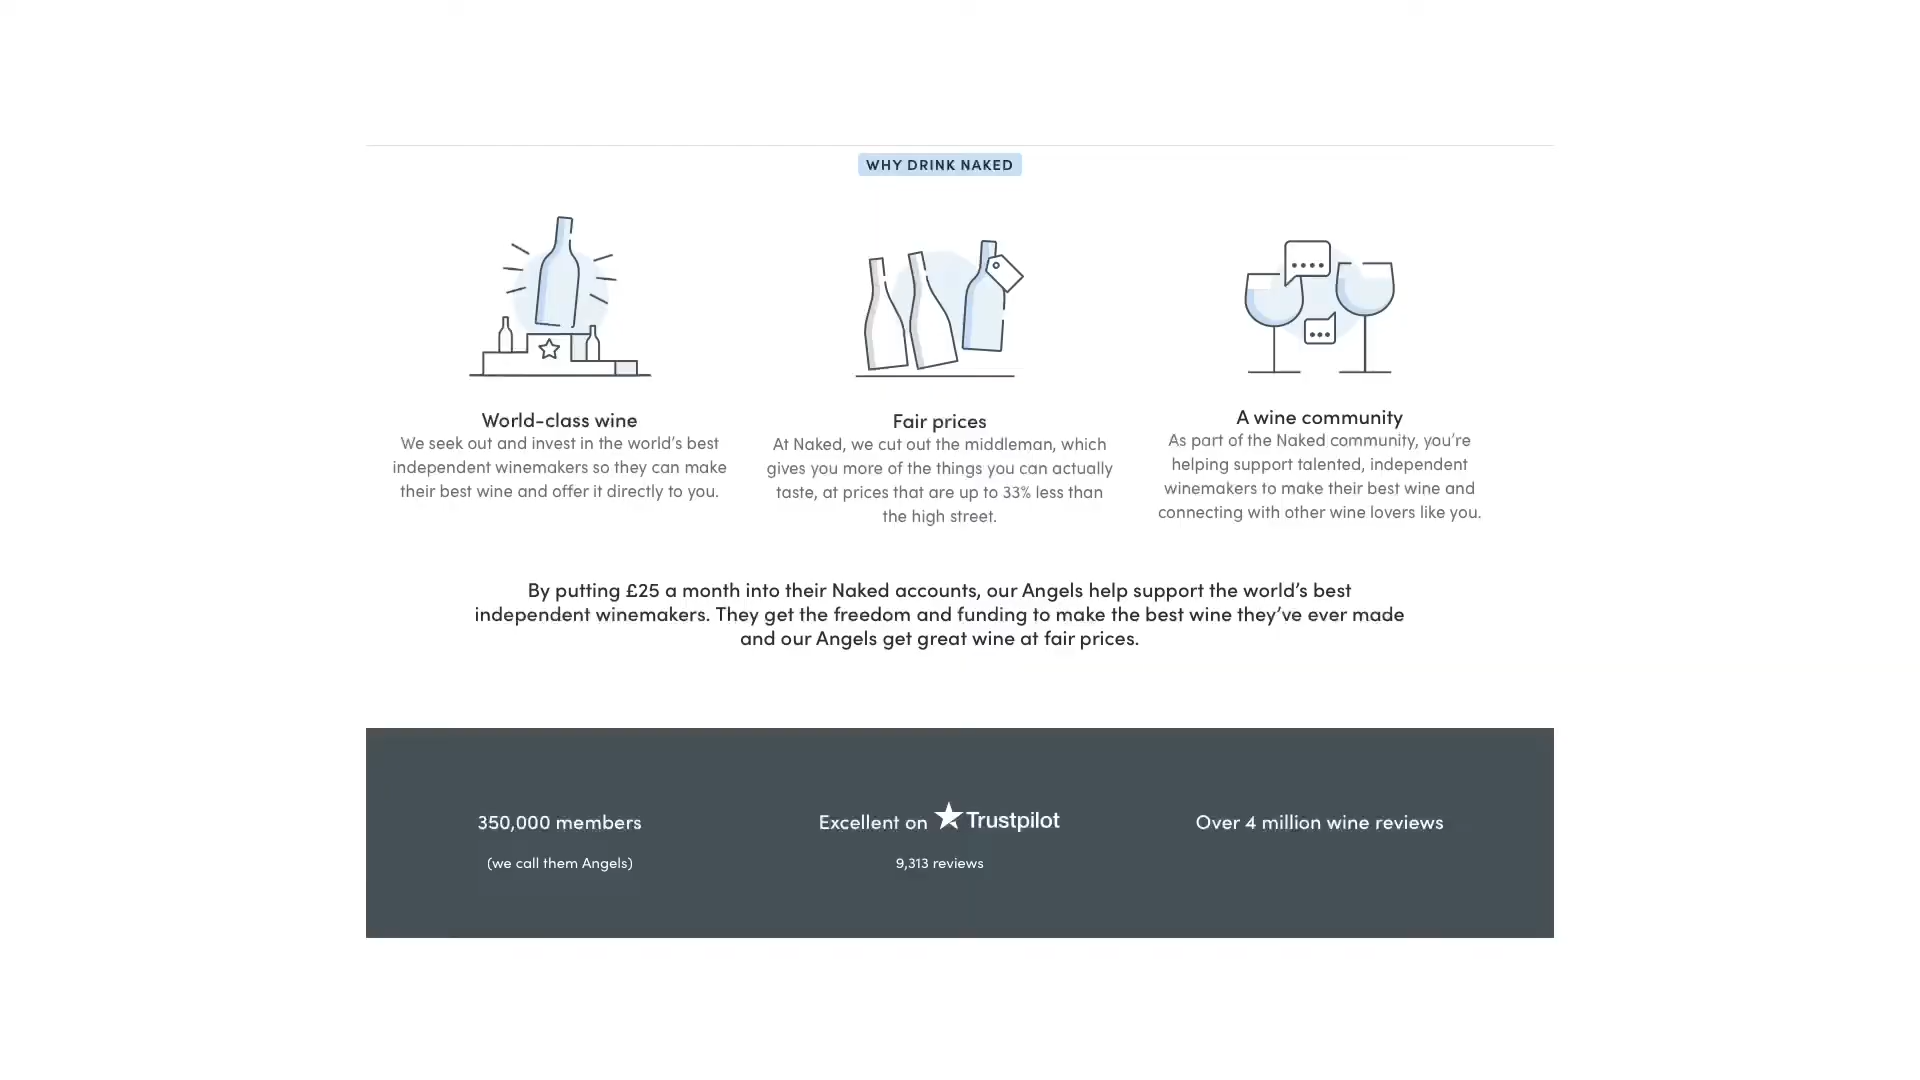 WHY DRINK NAKED
World-class wine
We seek out and invest in the world's best
independent winemakers so they can make
their best wine and offer it directly to you.
Fair prices
At Naked, we cut out the middleman, which
gives you more of the things you can actually
taste, at prices that are up to 33% less than
the high street.
A wine community
As part of the Naked community, you're
helping support talented, independent
winemakers to make their best wine and
connecting with other wine lovers like you.
By putting £25 a month into their Naked accounts, our Angels help support the world's best
independent winemakers. They get the freedom and funding to make the best wine they've ever made
and our Angels get great wine at fair prices.
350,000 members
(we call them Angels)
Excellent on Trustpilot
9,313 reviews
Over 4 million wine reviews